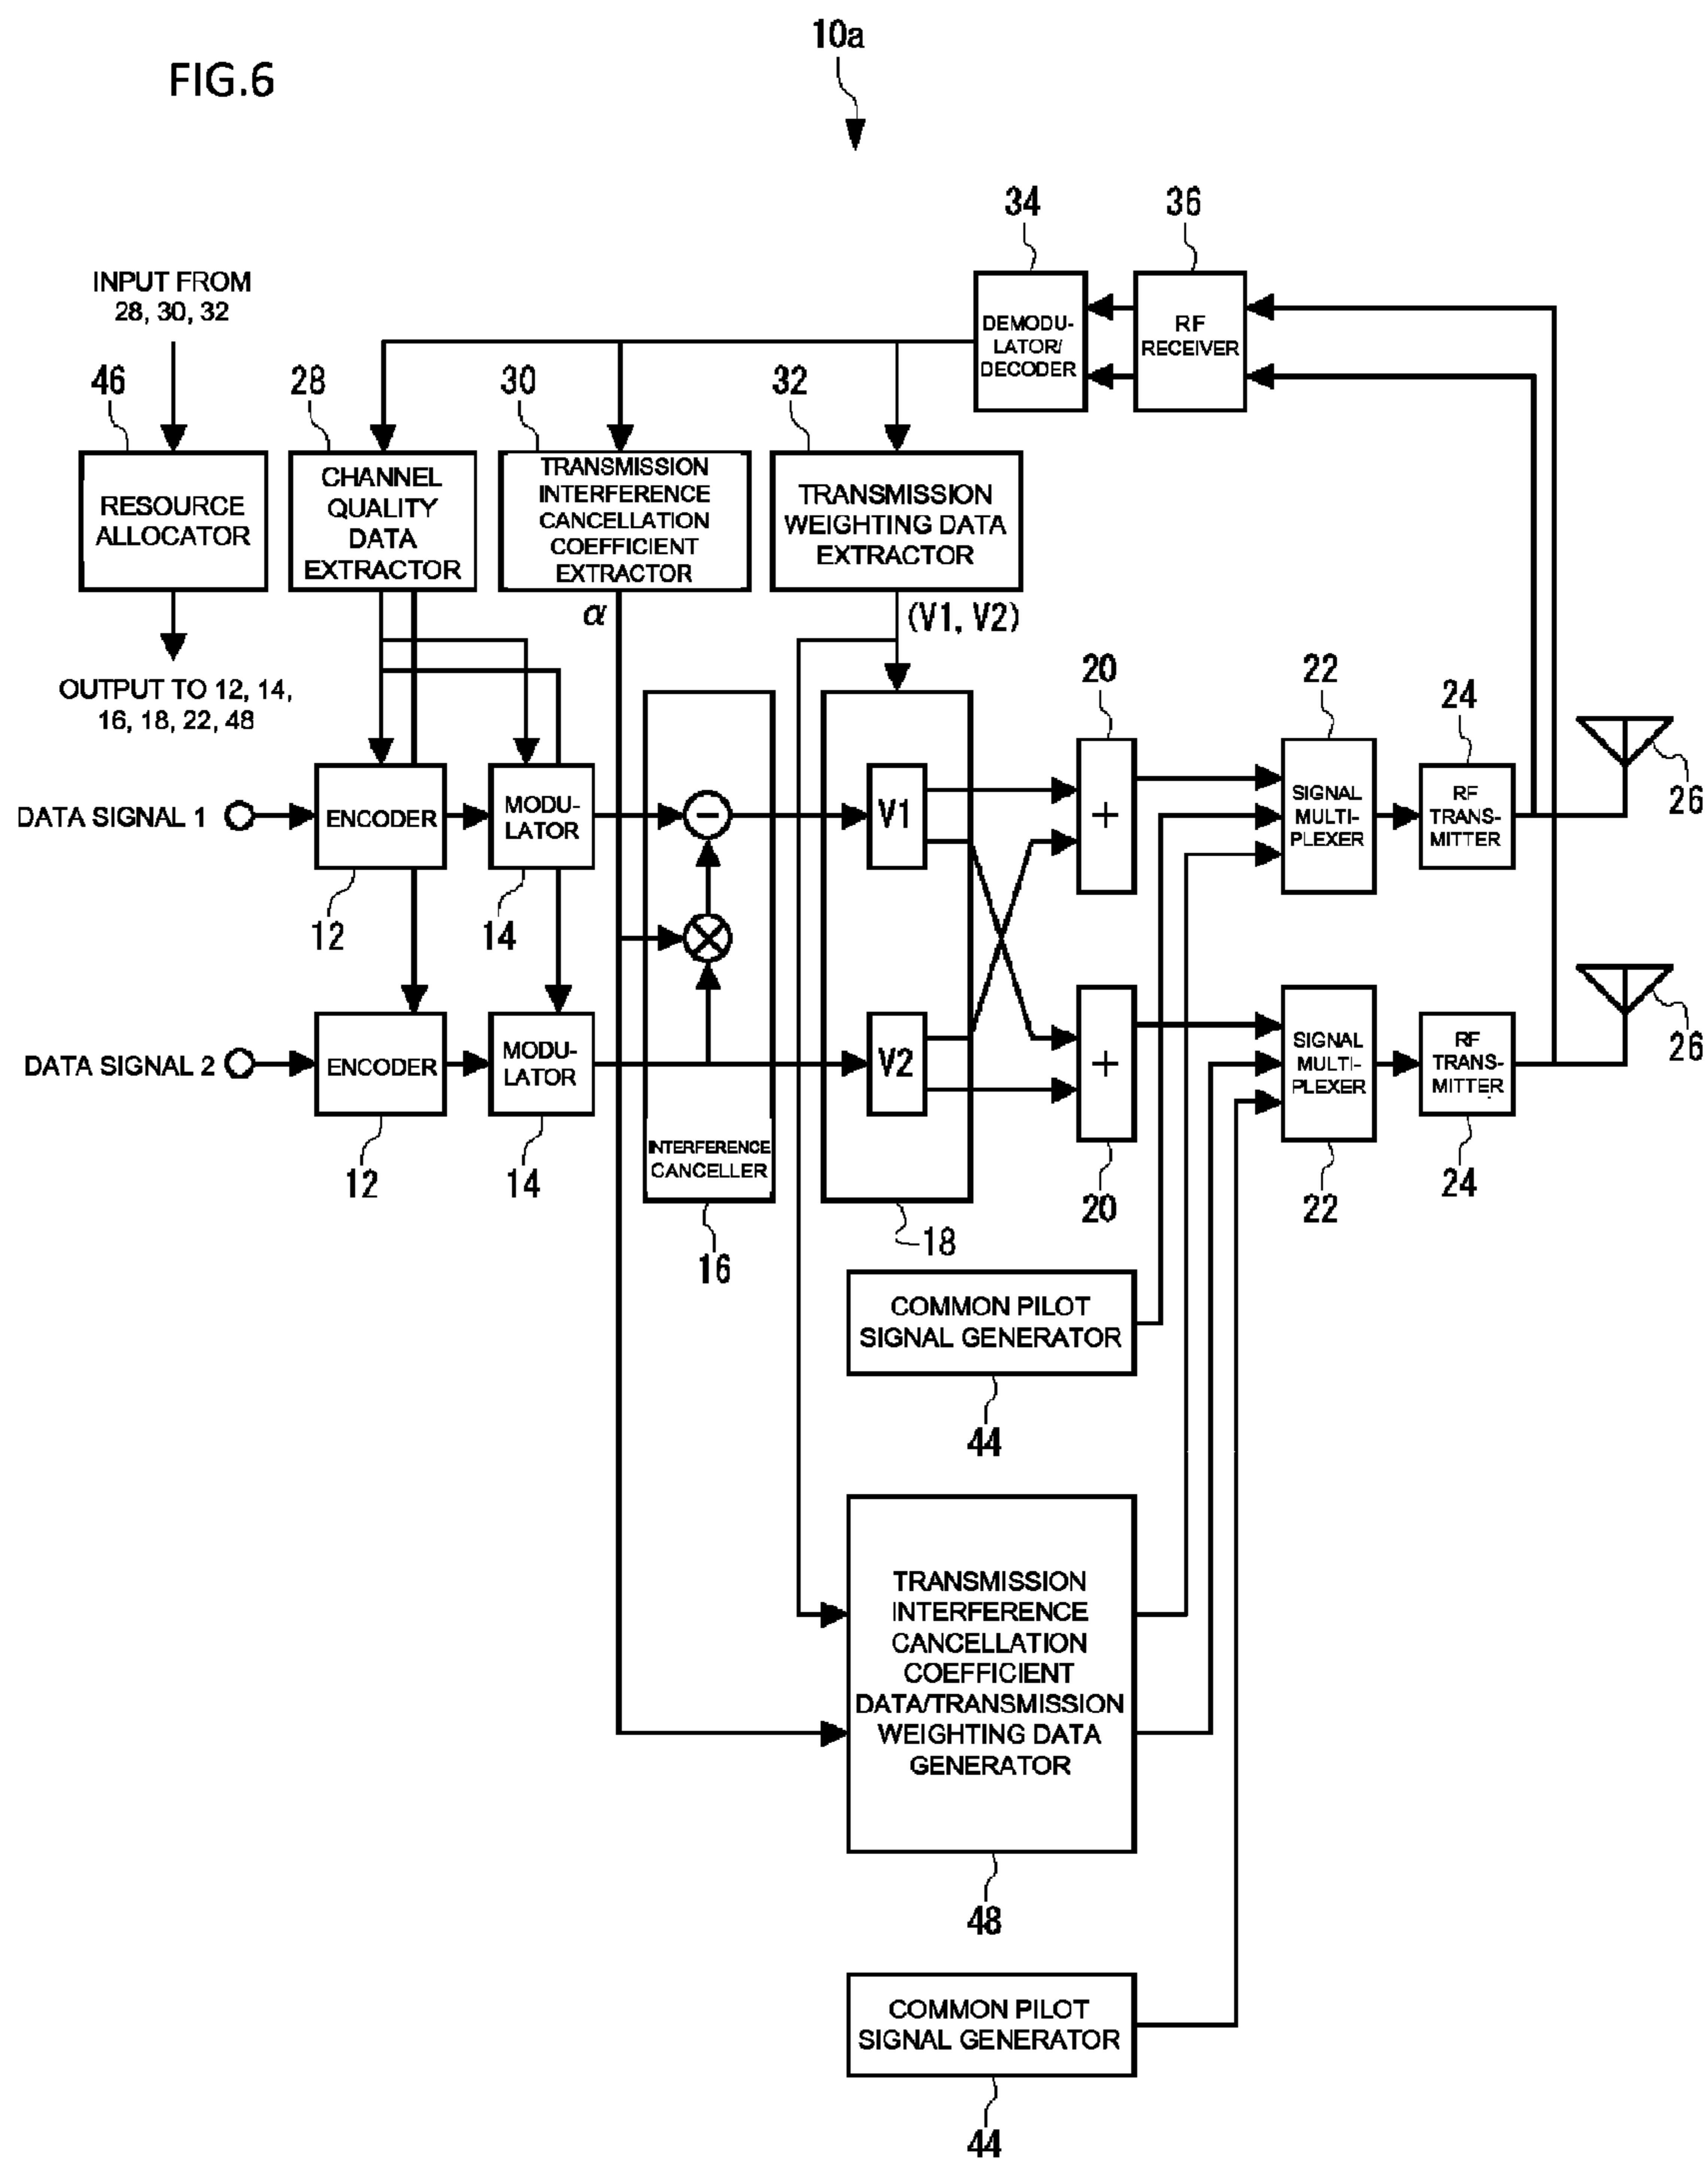 FIG.6
10a
34
36
INPUT FROM
28, 30, 32
DEMODU-
LATOR/
DECODER
RF
RECEIVER
46
28
30
32
RESOURCE
ALLOCATOR
CHANNEL
QUALITY
DATA
EXTRACTOR
TRANSMISSION
INTERFERENCE
CANCELLATION
COEFFICIENT
EXTRACTOR
TRANSMISSION
WEIGHTING DATA
EXTRACTOR
α
(V1, V2)
OUTPUT TO 12, 14,
16, 18, 22, 48
20
22
24
26
DATA SIGNAL 1
ENCODER
MODU-
LATOR
-
V1
+
SIGNAL
MULTI-
PLEXER
RF
TRANS-
MITTER
12
14
26
DATA SIGNAL 2
ENCODER
MODU-
LATOR
V2
+
SIGNAL
MULTI-
PLEXER
RF
TRANS-
MITTER
INTERFERENCE
CANCELLER
12
14
16
18
20
22
24
COMMON PILOT
SIGNAL GENERATOR
44
TRANSMISSION
INTERFERENCE
CANCELLATION
COEFFICIENT
DATA/TRANSMISSION
WEIGHTING DATA
GENERATOR
48
COMMON PILOT
SIGNAL GENERATOR
44